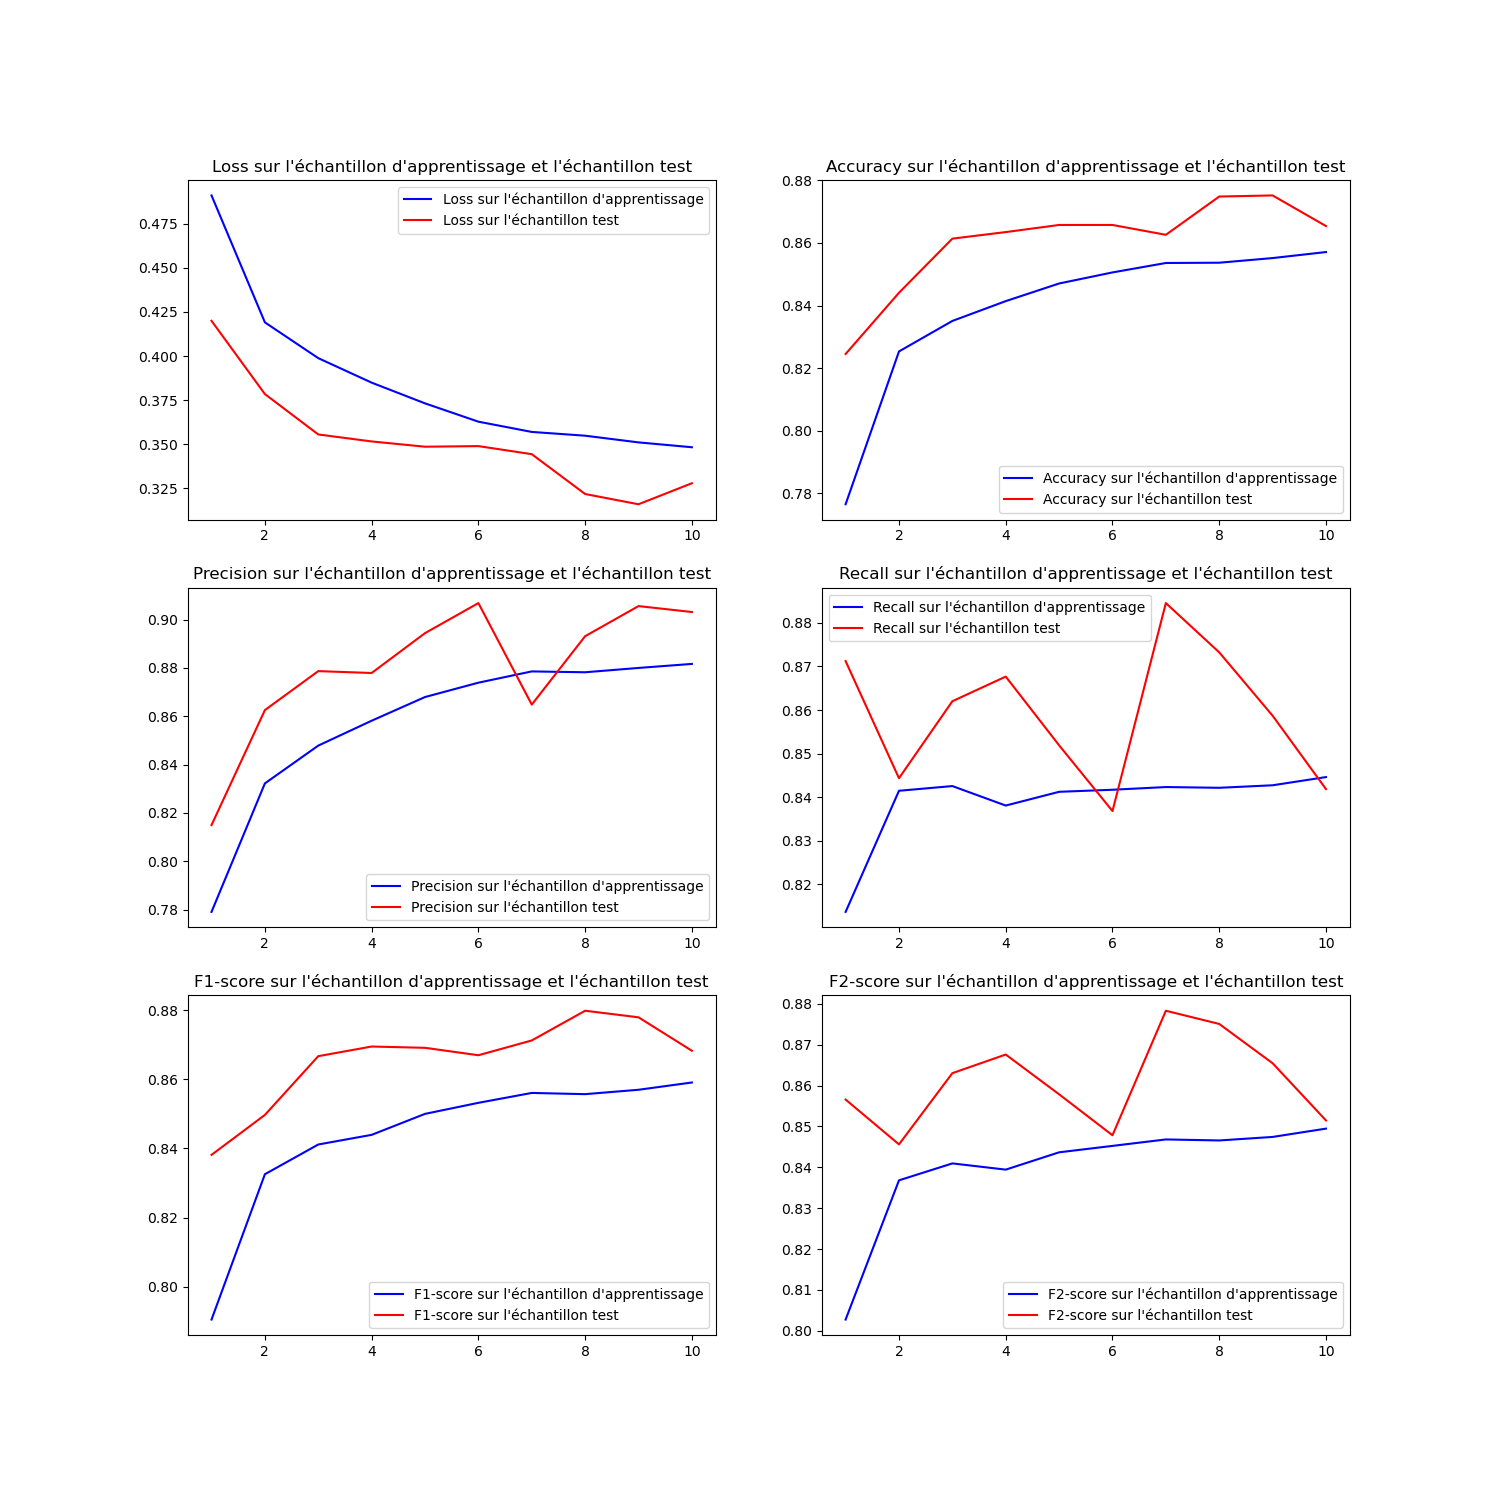 Loss sur l'échantillon d'apprentissage et l'échantillon test
Loss sur l'échantillon d'apprentissage
Loss sur l'échantillon test
0.475
0.450
0.425
0.400
0.375
0.350
0.325
2 4 6 8 10
Accuracy sur l'échantillon d'apprentissage et l'échantillon test
0.88
0.86
0.84
0.82
0.80
0.78
Accuracy sur l'échantillon d'apprentissage
Accuracy sur l'échantillon test
2 4 6 8 10
Precision sur l'échantillon d'apprentissage et l'échantillon test
0.90
0.88
0.86
0.84
0.82
0.80
0.78
Precision sur l'échantillon d'apprentissage
Precision sur l'échantillon test
2 4 6 8 10
Recall sur l'échantillon d'apprentissage et l'échantillon test
Recall sur l'échantillon d'apprentissage
Recall sur l'échantillon test
0.88
0.87
0.86
0.85
0.84
0.83
0.82
2 4 6 8 10
F1-score sur l'échantillon d'apprentissage et l'échantillon test
0.88
0.86
0.84
0.82
0.80
F1-score sur l'échantillon d'apprentissage
F1-score sur l'échantillon test
2 4 6 8 10
F2-score sur l'échantillon d'apprentissage et l'échantillon test
0.88
0.87
0.86
0.85
0.84
0.83
0.82
0.81
0.80
F2-score sur l'échantillon d'apprentissage
F2-score sur l'échantillon test
2 4 6 8 10